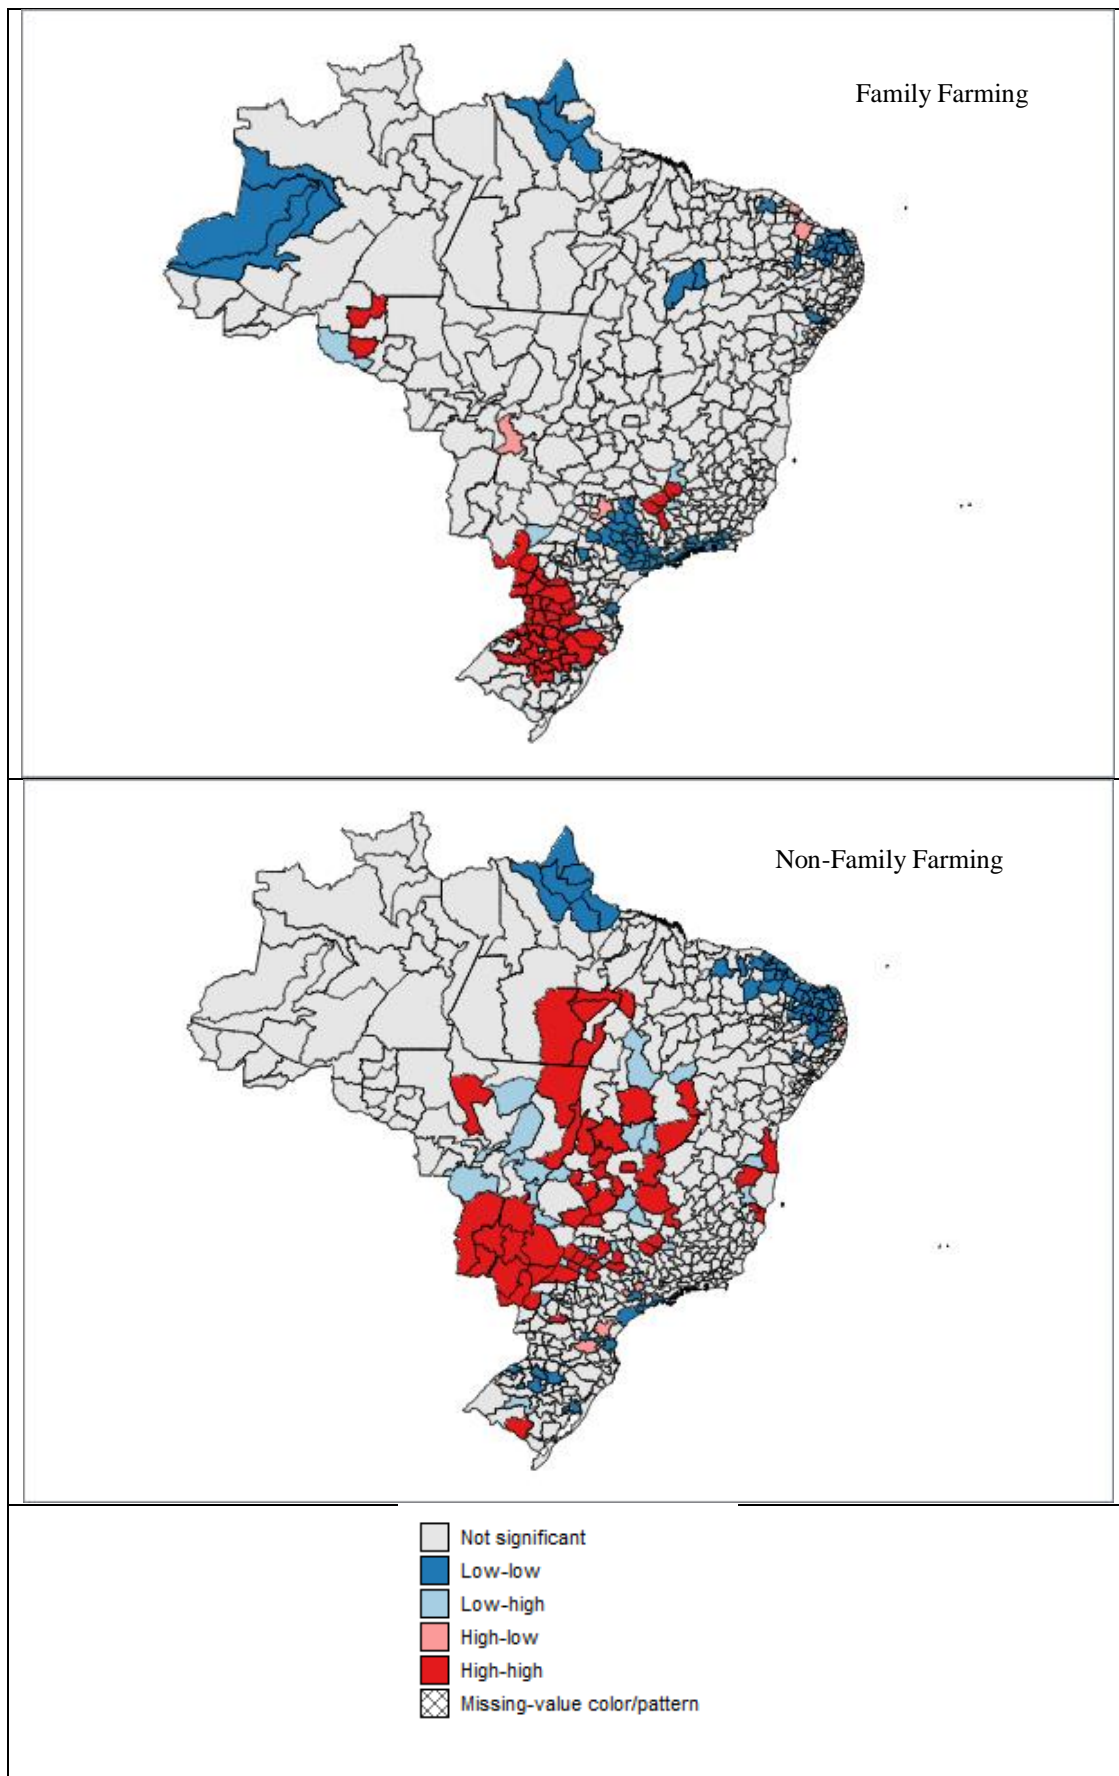 Family Farming
Non-Family Farming
Not significant
Low-low
Low-high
High-low
High-high
Missing-value color/pattern